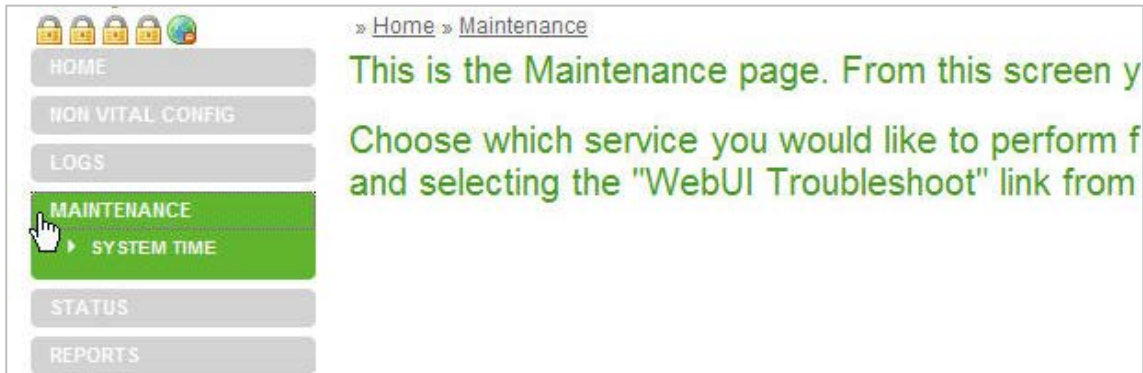 » Home » Maintenance
HOME
This is the Maintenance page. From this screen y
NON VITAL CONFIG
Choose which service you would like to perform f
LOGS
and selecting the "WebUI Troubleshoot" link from
MAINTENANCE
SYSTEM TIME
STATUS
REPORTS